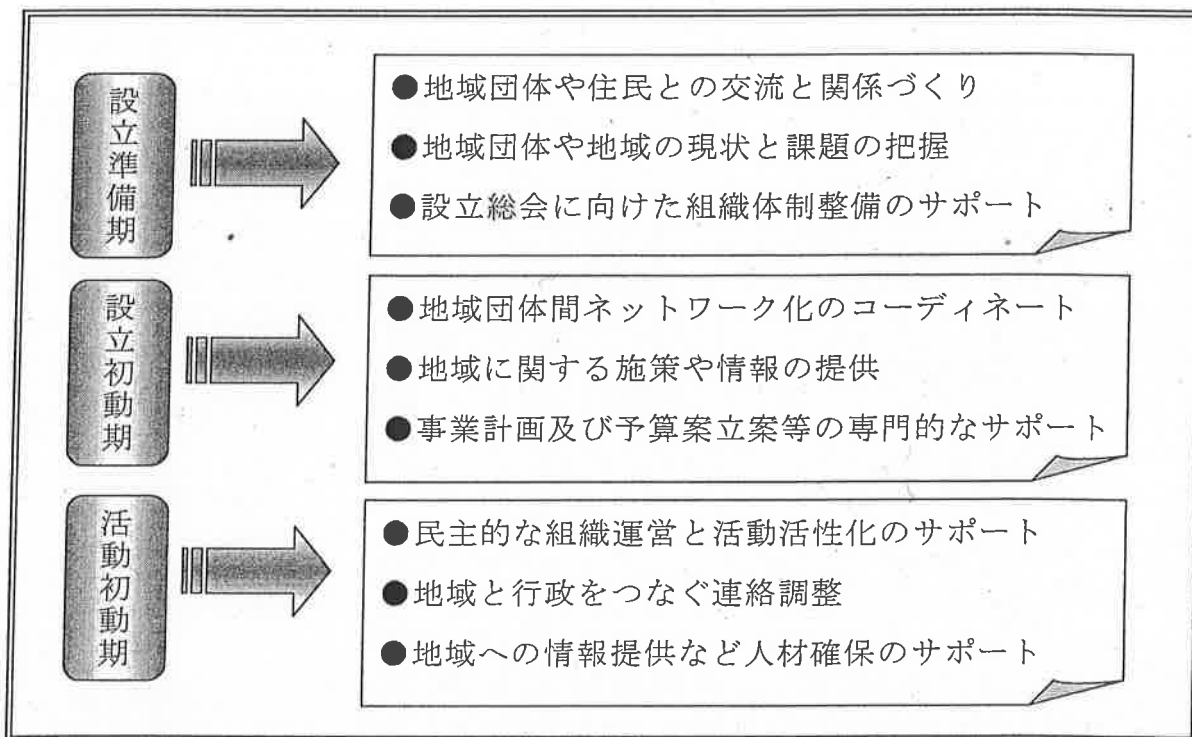 設立準備期
●地域団体や住民との交流と関係づくり
●地域団体や地域の現状と課題の把握
●設立総会に向けた組織体制整備のサポート
設立初動期
●地域団体間ネットワーク化のコーディネート
●地域に関する施策や情報の提供
●事業計画及び予算案立案等の専門的なサポート
活動初動期
●民主的な組織運営と活動活性化のサポート
●地域と行政をつなぐ連絡調整
●地域への情報提供など人材確保のサポート